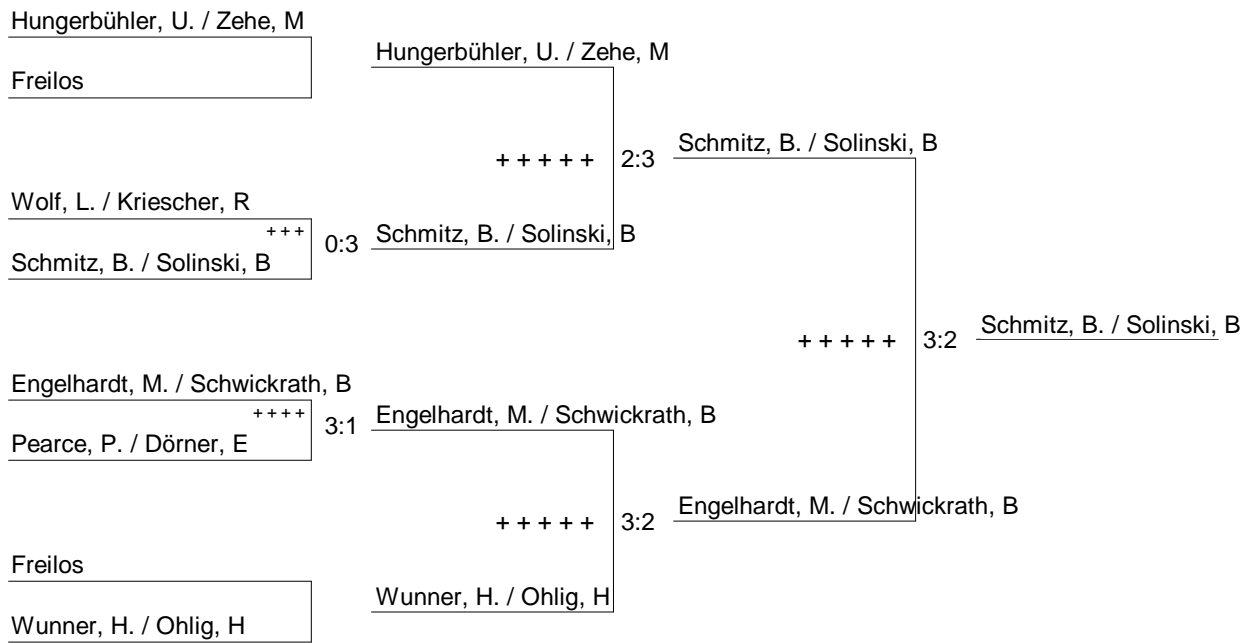 Hungerbühler, U. / Zehe, M
Freilos
Wolf, L. / Kriescher, R
+ + +
0:3
Schmitz, B. / Solinski, B
Engelhardt, M. / Schwickrath, B
+ + + +
3:1
Pearce, P. / Dörner, E
Freilos
Wunner, H. / Ohlig, H
Hungerbühler, U. / Zehe, M
+ + + + + 2:3
Schmitz, B. / Solinski, B
Engelhardt, M. / Schwickrath, B
+ + + + + 3:2
Wunner, H. / Ohlig, H
Schmitz, B. / Solinski, B
+ + + + + 3:2
Engelhardt, M. / Schwickrath, B
Schmitz, B. / Solinski, B